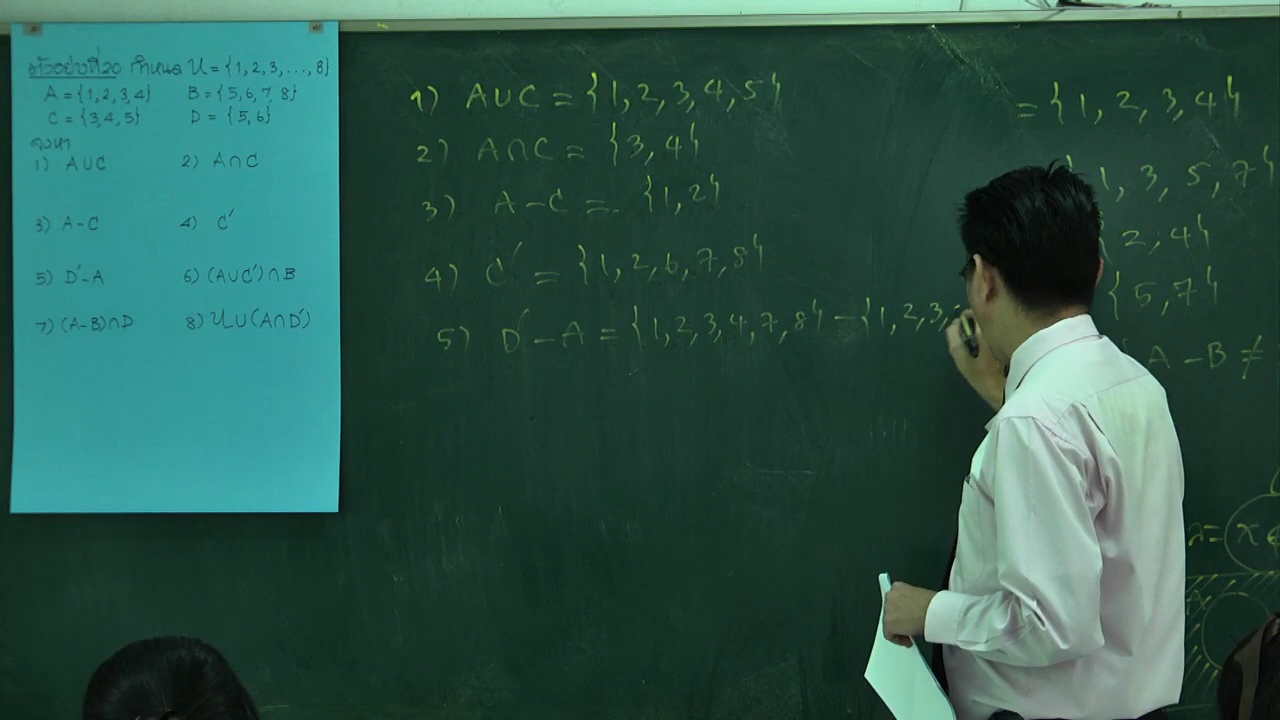 ตัวอย่างที่20 กำหนด U = {1,2,3,...,8}
A = {1,2,3,4} B = {5,6,7,8}
C = {3,4,5} D = {5,6}
จงหา
1) A∪C 2) A∩C
3) A-C 4) C′
5) D′-A 6) (A∪C′)∩B
7) (A-B)∩D 8) U∪(A∩D′)
1) A∪C = {1,2,3,4,5}
2) A∩C = {3,4}
3) A-C = {1,2}
4) C′ = {1,2,6,7,8}
5) D′-A = {1,2,3,4,7,8} - {1,2,3,
= {1,2,3,4}
1,3,5,7}
2,4}
{5,7}
A-B ≠